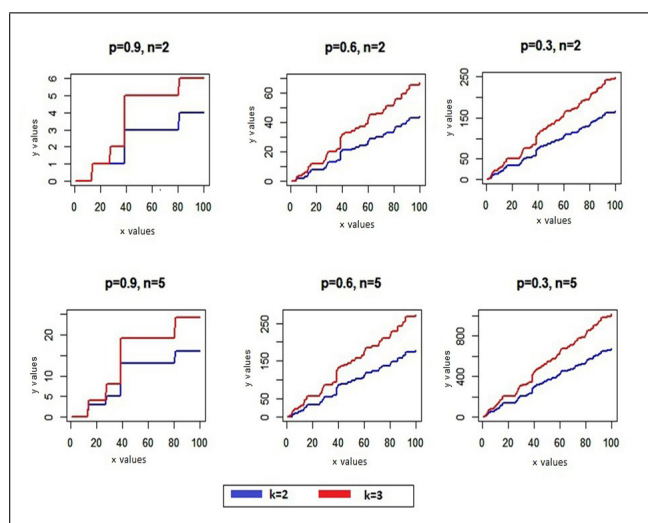 p=0.9, n=2
p=0.6, n=2
p=0.3, n=2
y values
0 1 2 3 4 5 6
0 20 40 60 80 100
x values
y values
0 20 40 60
0 20 40 60 80 100
x values
y values
0 50 150 250
0 20 40 60 80 100
x values
p=0.9, n=5
p=0.6, n=5
p=0.3, n=5
y values
0 5 10 20
0 20 40 60 80 100
x values
y values
0 50 150 250
0 20 40 60 80 100
x values
y values
0 400 800
0 20 40 60 80 100
x values
k=2
k=3